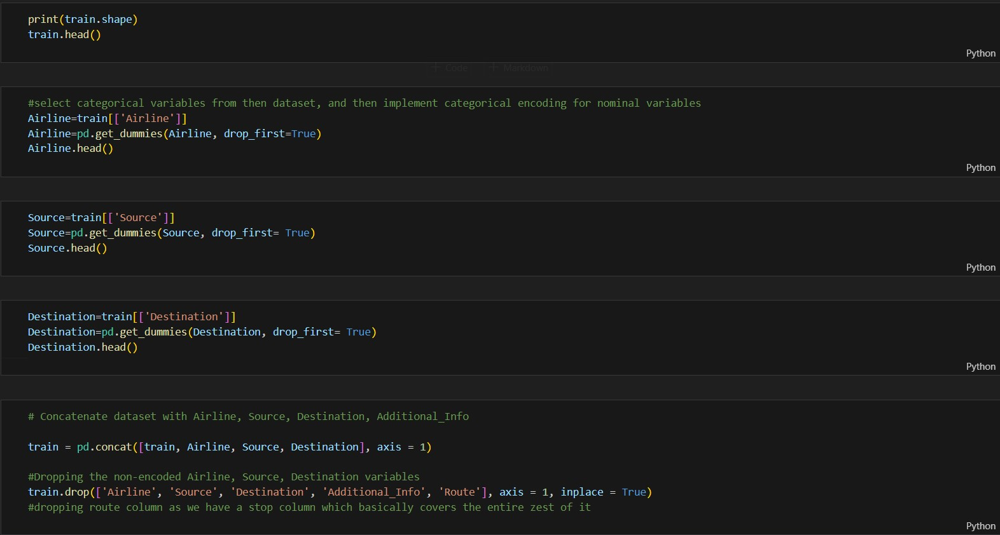 print(train.shape)
train.head()
Python
+ Code + Markdown
#select categorical variables from then dataset, and then implement categorical encoding for nominal variables
Airline=train[['Airline']]
Airline=pd.get_dummies(Airline, drop_first=True)
Airline.head()
Python
Source=train[['Source']]
Source=pd.get_dummies(Source, drop_first= True)
Source.head()
Python
Destination=train[['Destination']]
Destination=pd.get_dummies(Destination, drop_first= True)
Destination.head()
Python
# Concatenate dataset with Airline, Source, Destination, Additional_Info
train = pd.concat([train, Airline, Source, Destination], axis = 1)
#Dropping the non-encoded Airline, Source, Destination variables
train.drop(['Airline', 'Source', 'Destination', 'Additional_Info', 'Route'], axis = 1, inplace = True)
#dropping route column as we have a stop column which basically covers the entire zest of it
Python